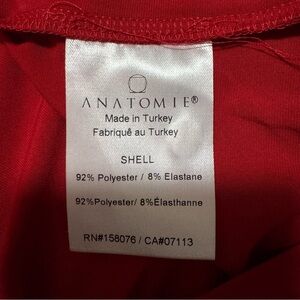 ANATOMIE®
Made in Turkey
Fabriquê au Turkey
SHELL
92% Polyester / 8% Elastane
92%Polyester/ 8%Élasthanne
RN#158076 / CA#07113